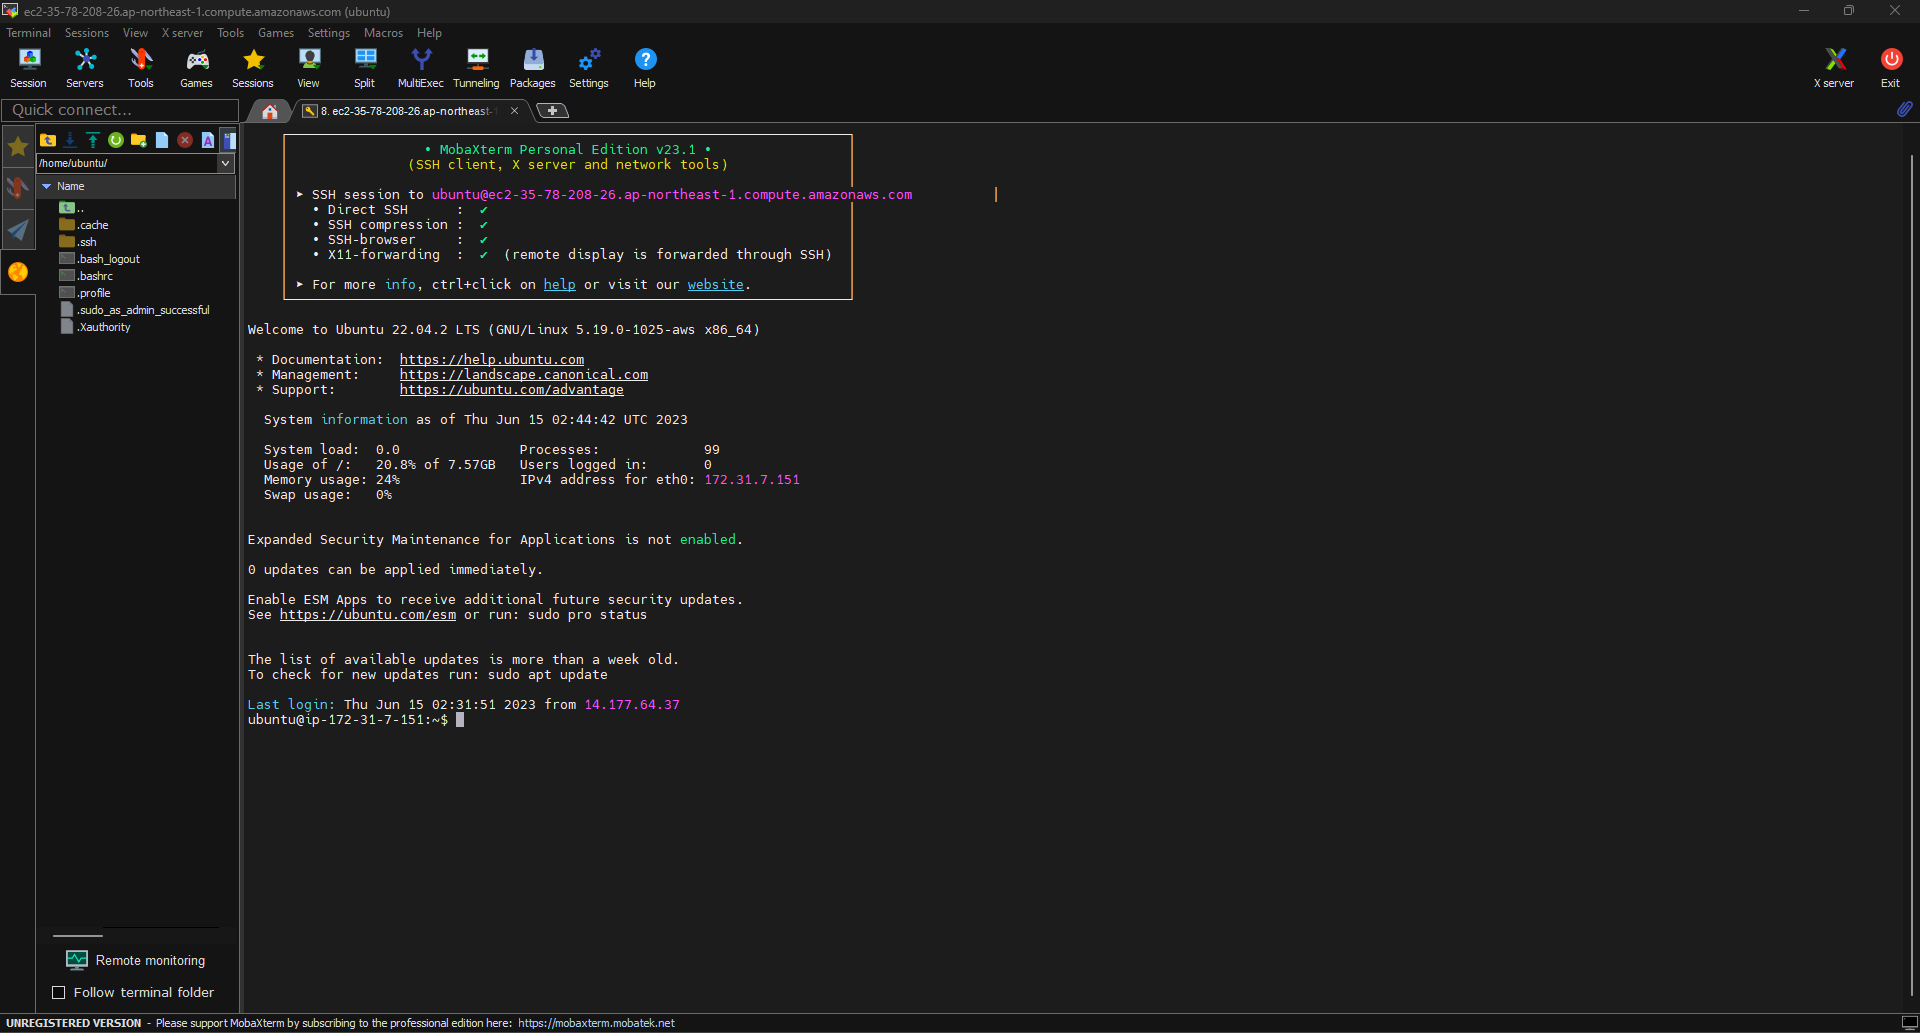 ec2-35-78-208-26.ap-northeast-1.compute.amazonaws.com (ubuntu)
Terminal Sessions View X server Tools Games Settings Macros Help
Session Servers Tools Games Sessions View Split MultiExec Tunneling Packages Settings Help X server Exit
Quick connect...
8. ec2-35-78-208-26.ap-northeast-
/home/ubuntu/
Name
..
.cache
.ssh
.bash_logout
.bashrc
.profile
.sudo_as_admin_successful
.Xauthority
Remote monitoring
Follow terminal folder
• MobaXterm Personal Edition v23.1 •
(SSH client, X server and network tools)
➤ SSH session to ubuntu@ec2-35-78-208-26.ap-northeast-1.compute.amazonaws.com
• Direct SSH : ✔
• SSH compression : ✔
• SSH-browser : ✔
• X11-forwarding : ✔ (remote display is forwarded through SSH)
➤ For more info, ctrl+click on help or visit our website.
Welcome to Ubuntu 22.04.2 LTS (GNU/Linux 5.19.0-1025-aws x86_64)
* Documentation: https://help.ubuntu.com
* Management: https://landscape.canonical.com
* Support: https://ubuntu.com/advantage
System information as of Thu Jun 15 02:44:42 UTC 2023
System load: 0.0 Processes: 99
Usage of /: 20.8% of 7.57GB Users logged in: 0
Memory usage: 24% IPv4 address for eth0: 172.31.7.151
Swap usage: 0%
Expanded Security Maintenance for Applications is not enabled.
0 updates can be applied immediately.
Enable ESM Apps to receive additional future security updates.
See https://ubuntu.com/esm or run: sudo pro status
The list of available updates is more than a week old.
To check for new updates run: sudo apt update
Last login: Thu Jun 15 02:31:51 2023 from 14.177.64.37
ubuntu@ip-172-31-7-151:~$
UNREGISTERED VERSION - Please support MobaXterm by subscribing to the professional edition here: https://mobaxterm.mobatek.net